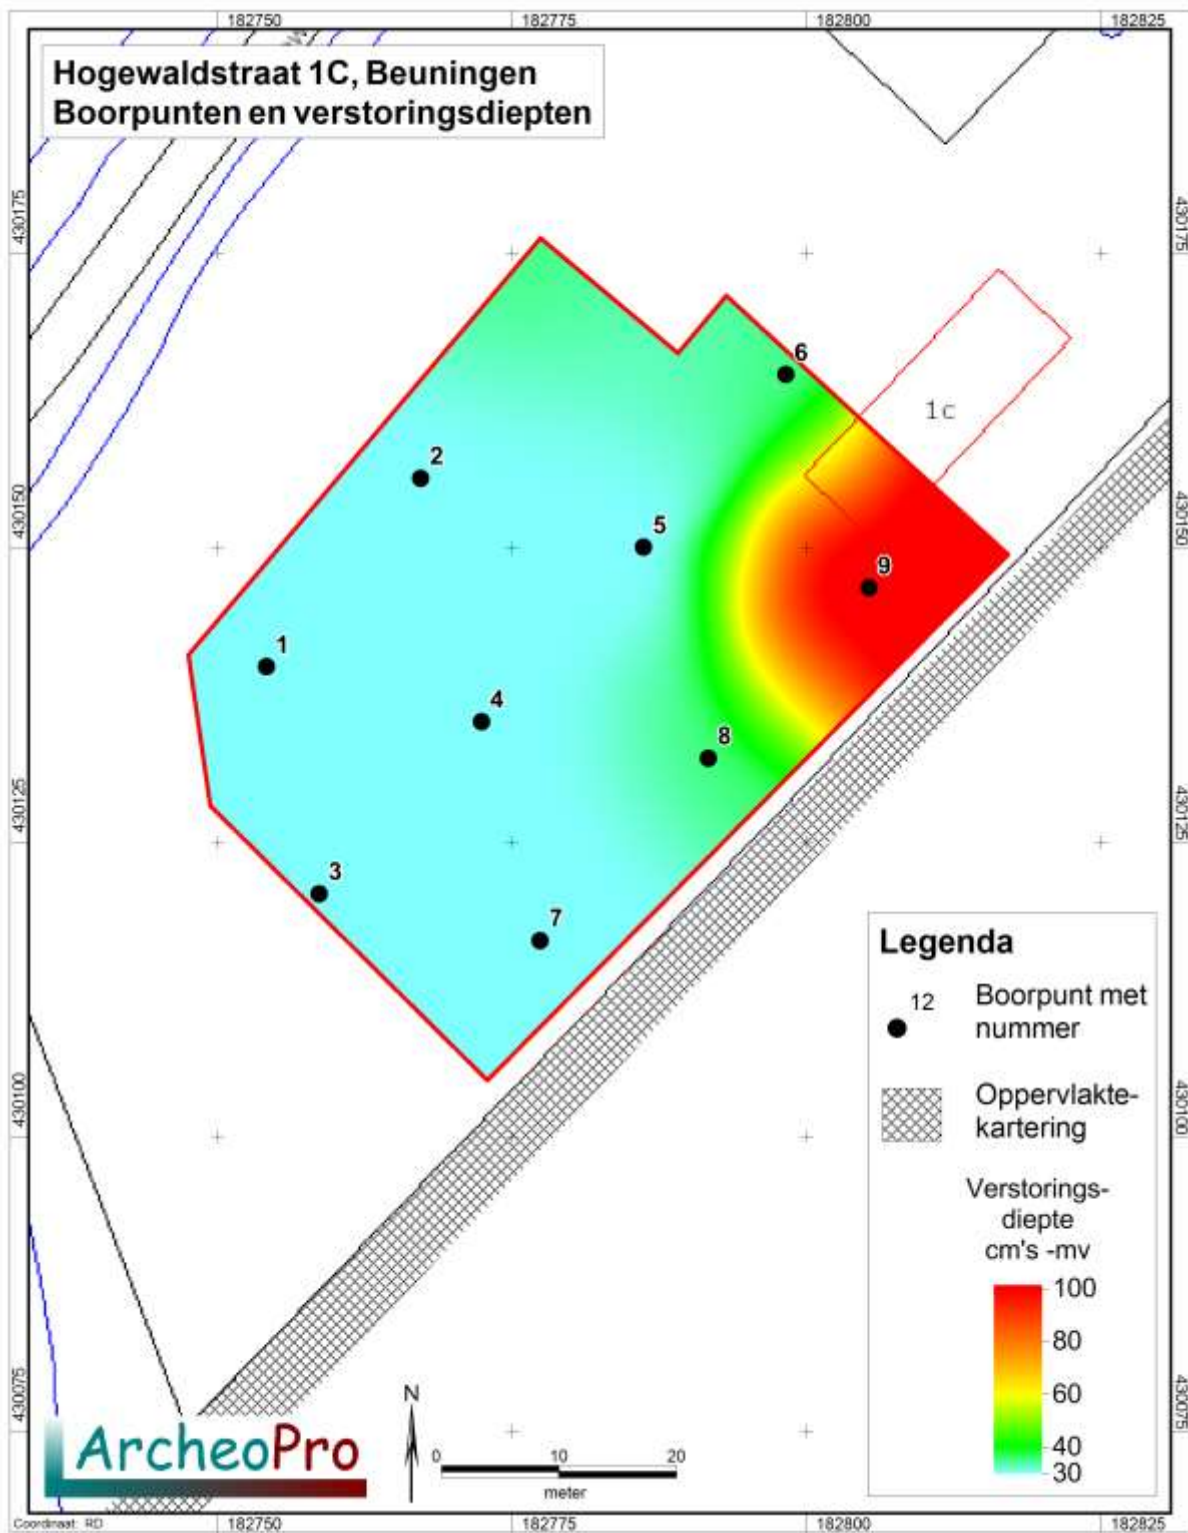 182750
182775
182800
182825
Hogewaldstraat 1C, Beuningen
Boorpunten en verstoringsdiepten
430175
430175
6
1c
2
5
430150
430150
9
1
4
8
430125
430125
3
7
Legenda
12
Boorpunt met
nummer
430100
430100
Oppervlakte-
kartering
Verstorings-
diepte
cm's -mv
100
80
60
40
30
430075
430075
N
ArcheoPro
0
10
20
meter
Coordinaat: RD
182750
182775
182800
182825